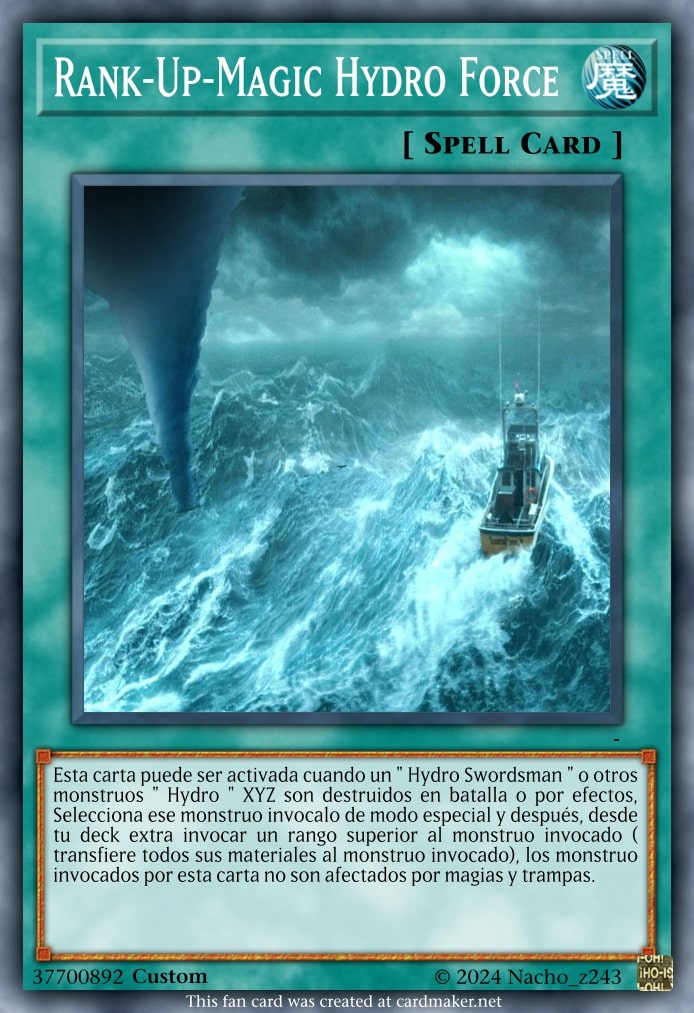 Rank-Up-Magic Hydro Force
SPELL
魔
[ Spell Card ]
-
Esta carta puede ser activada cuando un " Hydro Swordsman " o otros
monstruos " Hydro " XYZ son destruidos en batalla o por efectos,
Selecciona ese monstruo invocalo de modo especial y después, desde
tu deck extra invocar un rango superior al monstruo invocado (
transfiere todos sus materiales al monstruo invocado), los monstruo
invocados por esta carta no son afectados por magias y trampas.
37700892 Custom
© 2024 Nacho_z243
This fan card was created at cardmaker.net